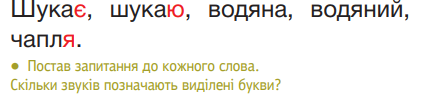 Шукає, шукаю, водяна, водяний,
чапля.
● Постав запитання до кожного слова.
Скільки звуків позначають виділені букви?